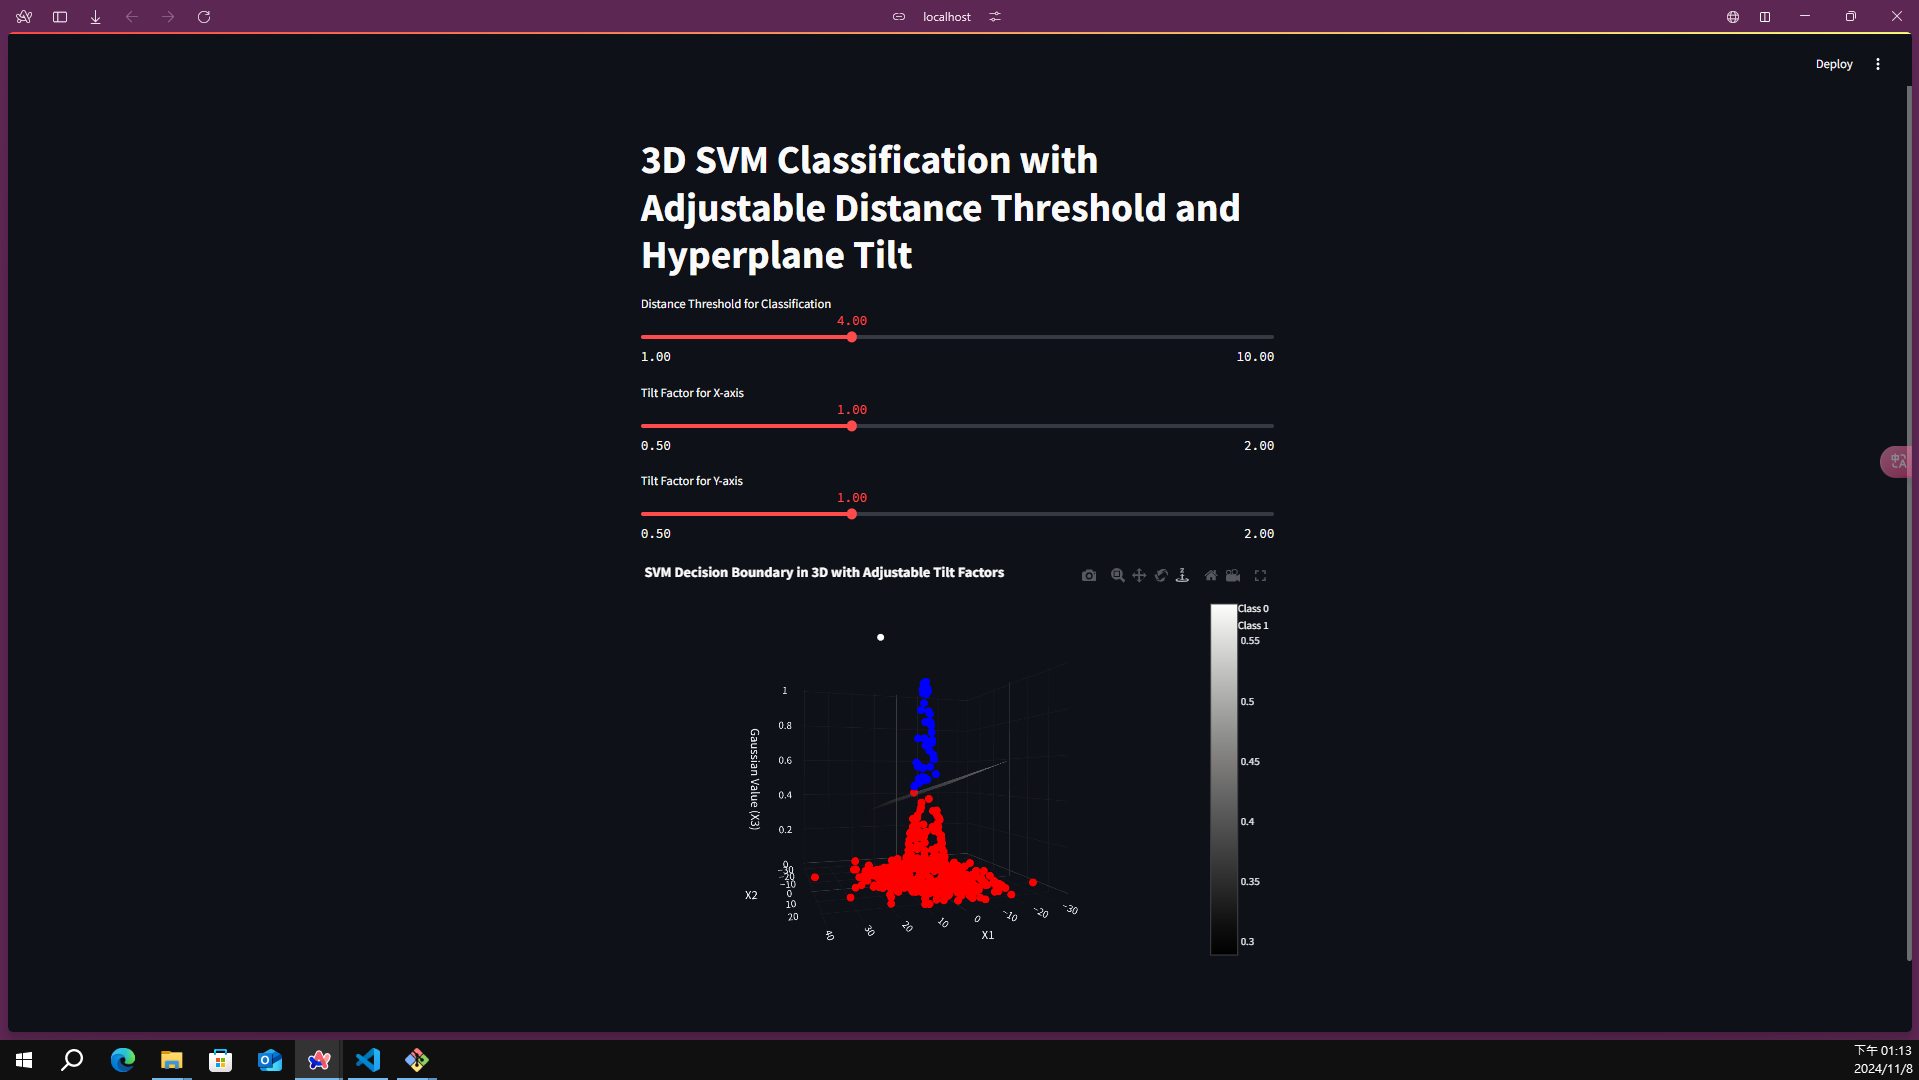 localhost
Deploy
3D SVM Classification with
Adjustable Distance Threshold and
Hyperplane Tilt
Distance Threshold for Classification
4.00
1.00 10.00
Tilt Factor for X-axis
1.00
0.50 2.00
Tilt Factor for Y-axis
1.00
0.50 2.00
SVM Decision Boundary in 3D with Adjustable Tilt Factors
Class 0
Class 1
0.55
0.5
0.45
0.4
0.35
0.3
1
0.8
0.6
0.4
0.2
0
Gaussian Value (X3)
−30
−20
−10
0
10
20
X2
40
30
20
10
0
−10
−20
−30
X1
中A
下午 01:13
2024/11/8